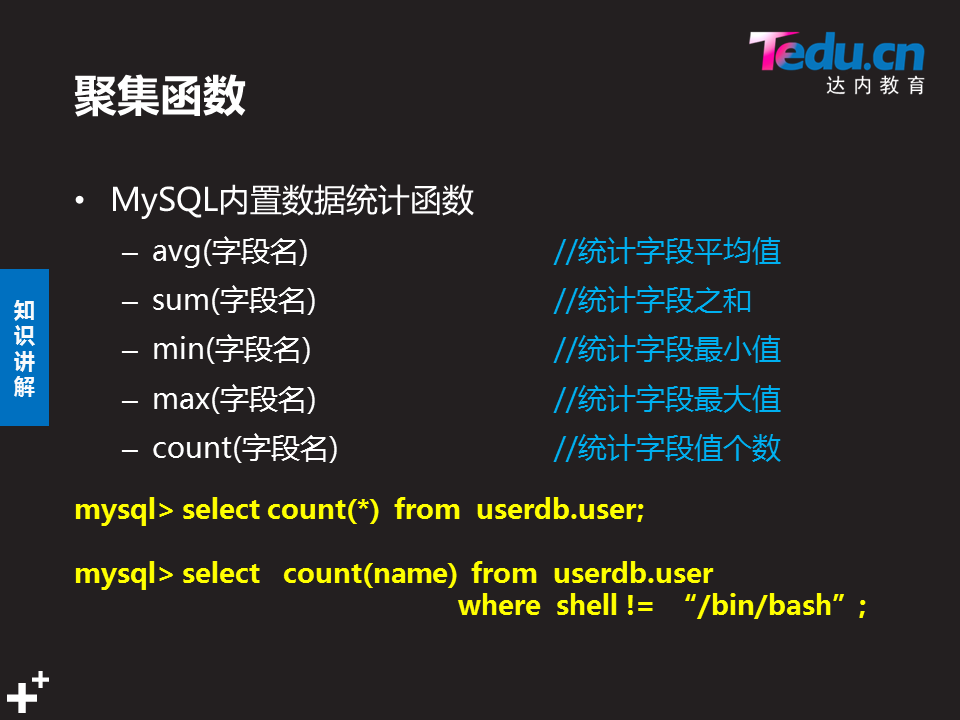 Tedu.cn
达内教育
聚集函数
• MySQL内置数据统计函数
– avg(字段名) //统计字段平均值
– sum(字段名) //统计字段之和
– min(字段名) //统计字段最小值
– max(字段名) //统计字段最大值
– count(字段名) //统计字段值个数
知识讲解
mysql> select count(*) from userdb.user;
mysql> select count(name) from userdb.user
where shell != “/bin/bash” ;